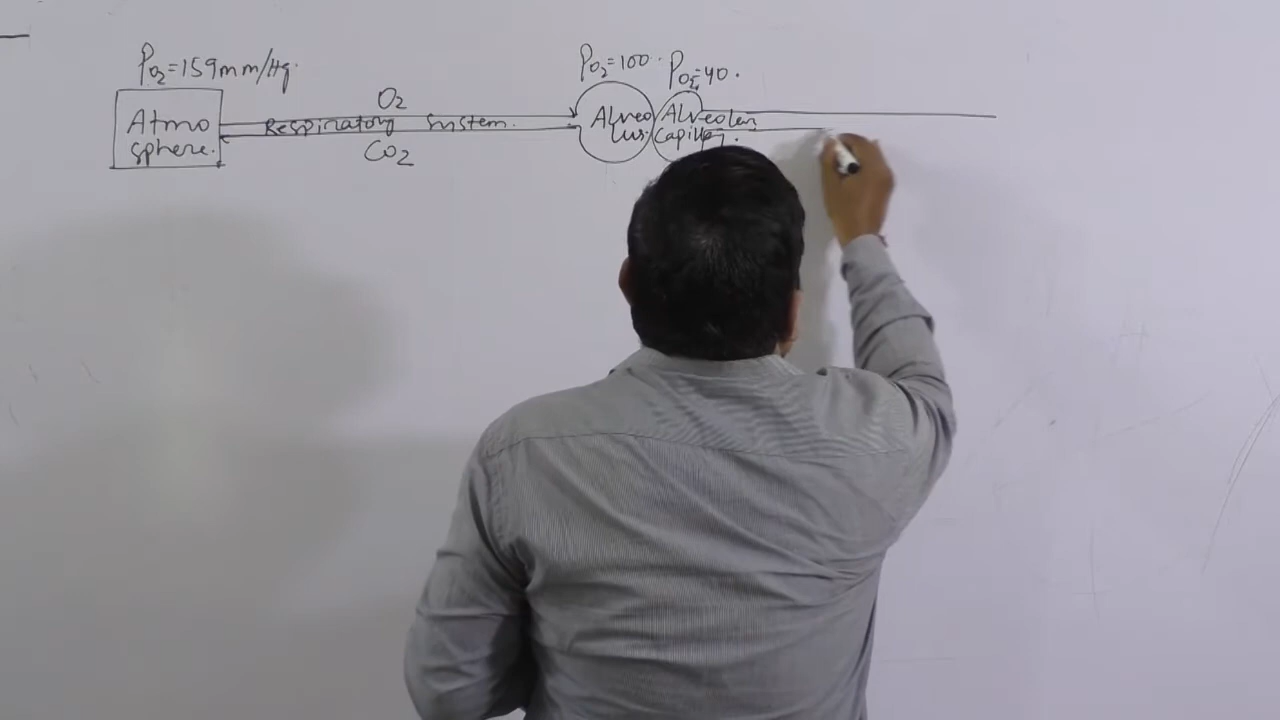 PO2=159mm/Hg.
PO2=100.
PO2=40.
O2
Atmo
sphere.
Respiratory System.
CO2
Alveo
lus
Alveolar
Capillary.